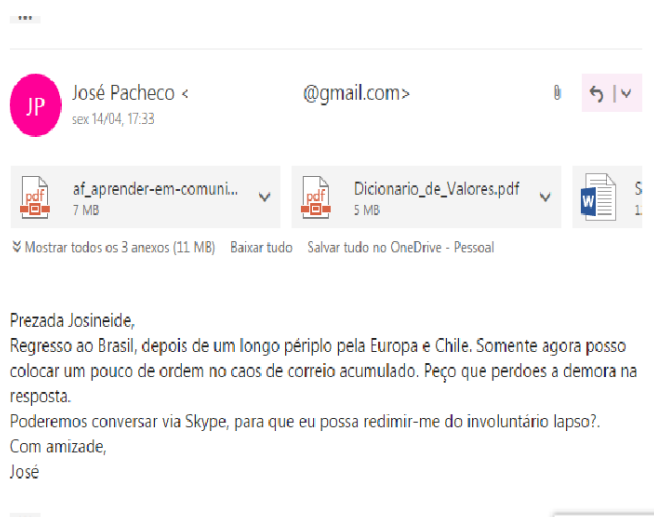 JP
José Pacheco < @gmail.com>
sex 14/04, 17:33
pdf
af_aprender-em-comuni...
7 MB
pdf
Dicionario_de_Valores.pdf
5 MB
W
Mostrar todos os 3 anexos (11 MB) Baixar tudo Salvar tudo no OneDrive - Pessoal
Prezada Josineide,
Regresso ao Brasil, depois de um longo périplo pela Europa e Chile. Somente agora posso
colocar um pouco de ordem no caos de correio acumulado. Peço que perdoes a demora na
resposta.
Poderemos conversar via Skype, para que eu possa redimir-me do involuntário lapso?.
Com amizade,
José